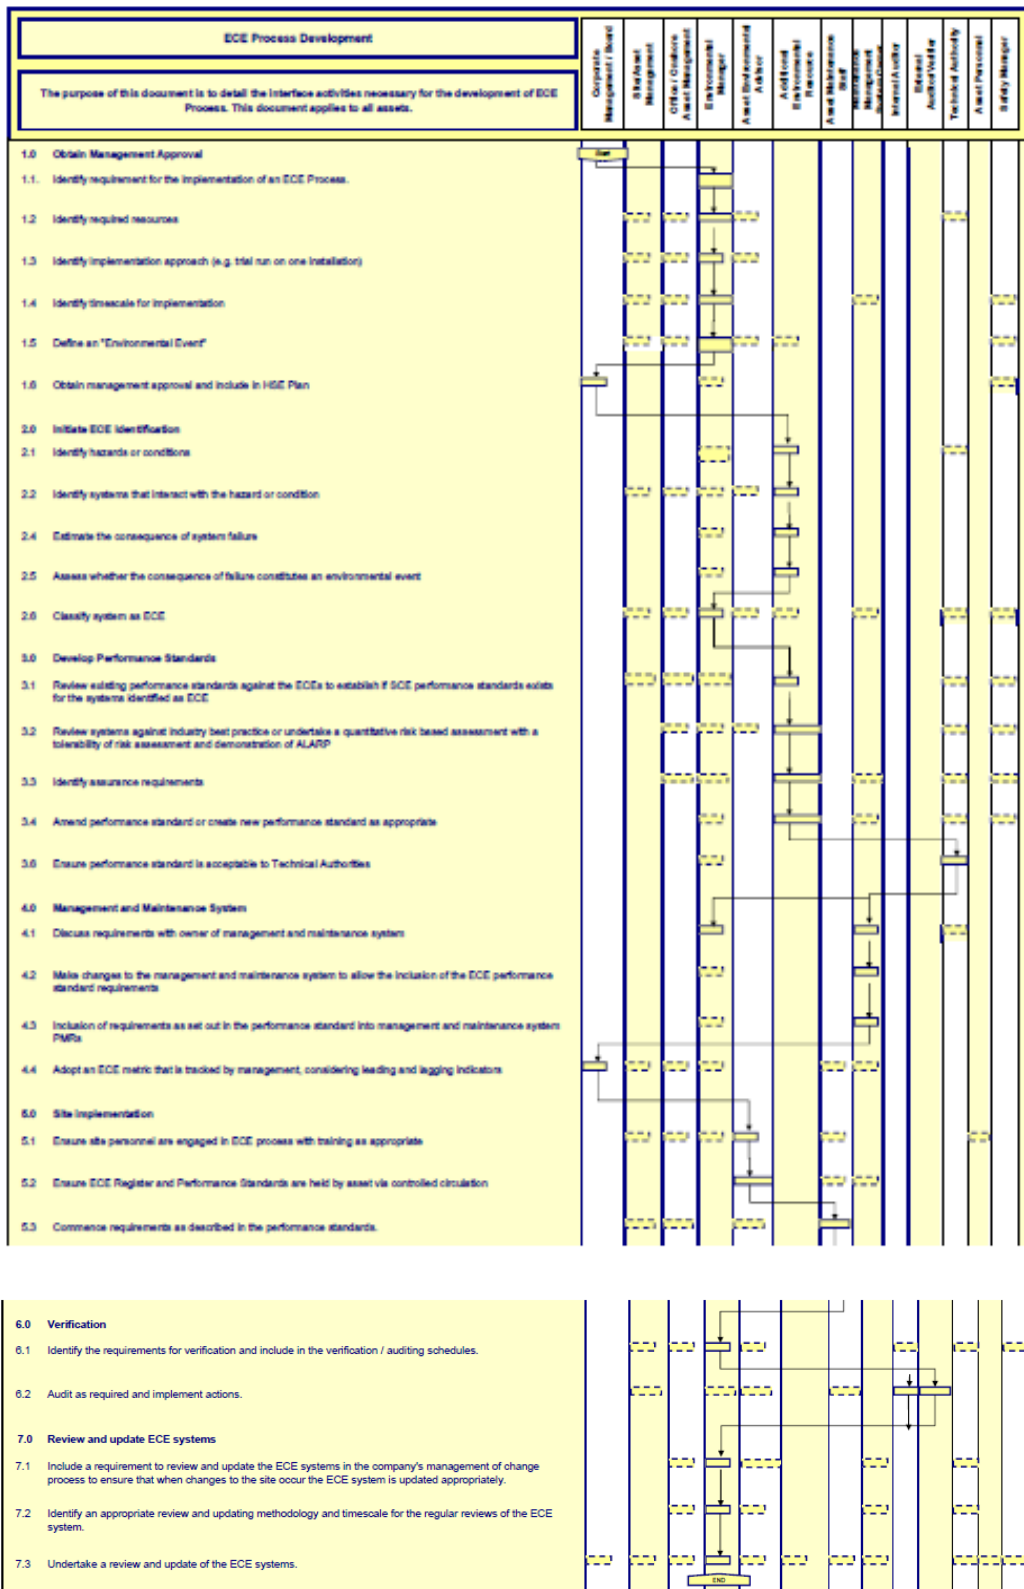 ECE Process Development
The purpose of this document is to detail the interface activities necessary for the development of ECE
Process. This document applies to all assets.
Corporate
Management / Board
Site/Asset
Management
Office / Onshore
Asset Management
Environmental
Manager
Asset Environmental
Advisor
Additional
Environmental
Resource
Asset Maintenance
Staff
Maintenance
Management
Internal Auditor
External
Auditor/Verifier
Technical Authority
Asset Personnel
Safety Manager
1.0 Obtain Management Approval
Start
1.1. Identify requirement for the implementation of an ECE Process.
1.2 Identify required resources
1.3 Identify implementation approach (e.g. trial run on one installation)
1.4 Identify timescale for implementation
1.5 Define an "Environmental Event"
1.6 Obtain management approval and include in HSE Plan
2.0 Initiate ECE Identification
2.1 Identify hazards or conditions
2.2 Identify systems that interact with the hazard or condition
2.4 Estimate the consequence of system failure
2.5 Assess whether the consequence of failure constitutes an environmental event
2.6 Classify system as ECE
3.0 Develop Performance Standards
3.1 Review existing performance standards against the ECEs to establish if SCE performance standards exists
for the systems identified as ECE
3.2 Review systems against industry best practice or undertake a quantitative risk based assessment with a
tolerability of risk assessment and demonstration of ALARP
3.3 Identify assurance requirements
3.4 Amend performance standard or create new performance standard as appropriate
3.6 Ensure performance standard is acceptable to Technical Authorities
4.0 Management and Maintenance System
4.1 Discuss requirements with owner of management and maintenance system
4.2 Make changes to the management and maintenance system to allow the inclusion of the ECE performance
standard requirements
4.3 Inclusion of requirements as set out in the performance standard into management and maintenance system
PMRs
4.4 Adopt an ECE metric that is tracked by management, considering leading and lagging indicators
5.0 Site Implementation
5.1 Ensure site personnel are engaged in ECE process with training as appropriate
5.2 Ensure ECE Register and Performance Standards are held by asset via controlled circulation
5.3 Commence requirements as described in the performance standards.
6.0 Verification
6.1 Identify the requirements for verification and include in the verification / auditing schedules.
6.2 Audit as required and implement actions.
7.0 Review and update ECE systems
7.1 Include a requirement to review and update the ECE systems in the company's management of change
process to ensure that when changes to the site occur the ECE system is updated appropriately.
7.2 Identify an appropriate review and updating methodology and timescale for the regular reviews of the ECE
system.
7.3 Undertake a review and update of the ECE systems.
END